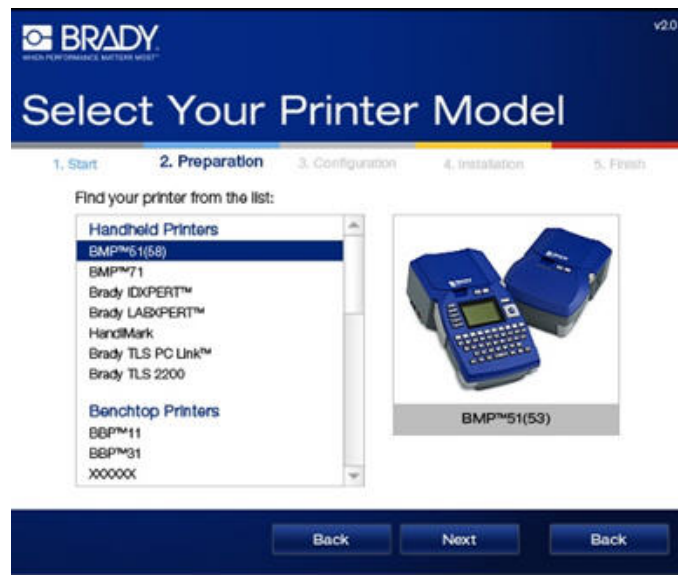 v2.0
BRADY.
WHEN PERFORMANCE MATTERS MOST™
Select Your Printer Model
1. Start 2. Preparation 3. Configuration 4. Installation 5. Finish
Find your printer from the list:
Handheld Printers
BMP™51(58)
BMP™71
Brady IDXPERT™
Brady LABXPERT™
HandiMark
Brady TLS PC Link™
Brady TLS 2200
Benchtop Printers
BBP™11
BBP™31
XXXXXX
BMP™51(53)
Back Next Back